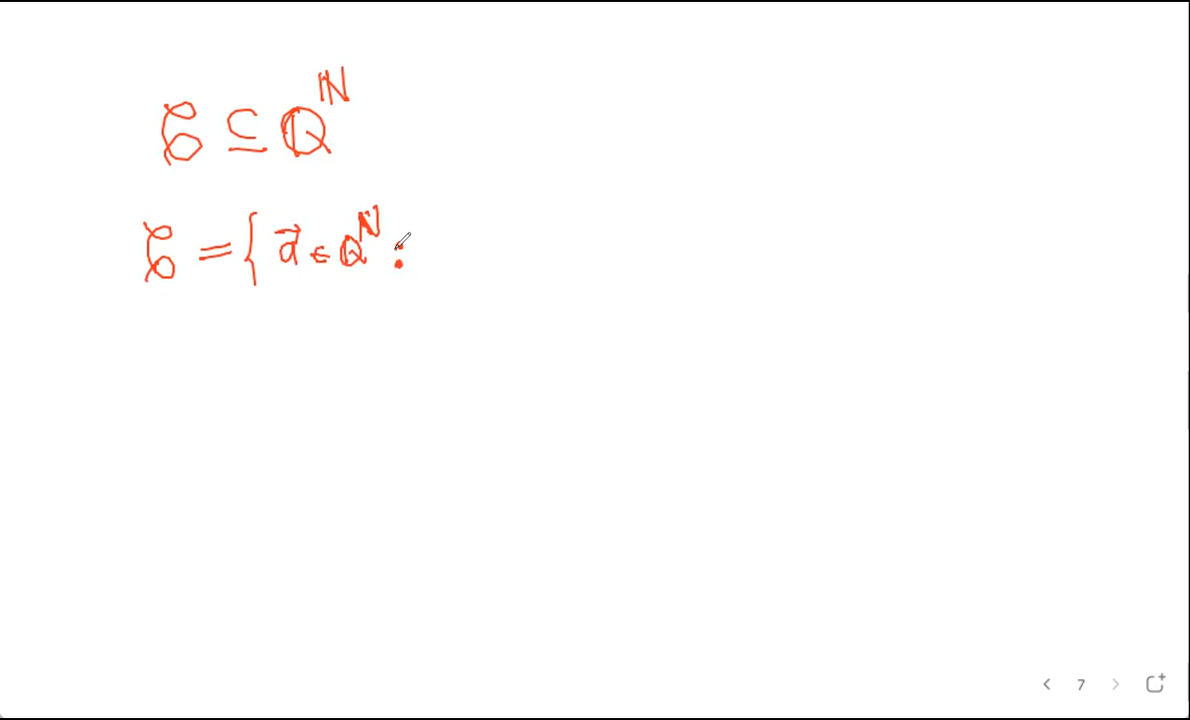 𝒞 ⊆ ℚ^ℕ
𝒞 = { a⃗ ∈ ℚ^ℕ :
7